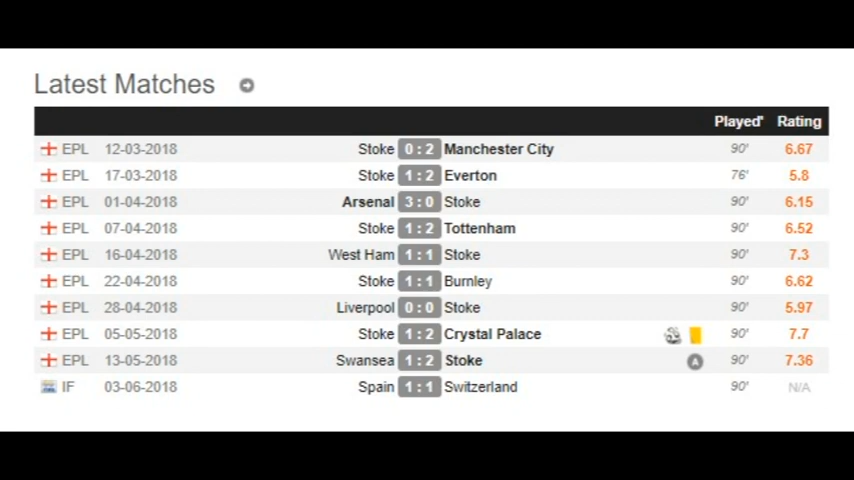 Latest Matches
Played' Rating
EPL 12-03-2018 Stoke 0 : 2 Manchester City 90' 6.67
EPL 17-03-2018 Stoke 1 : 2 Everton 76' 5.8
EPL 01-04-2018 Arsenal 3 : 0 Stoke 90' 6.15
EPL 07-04-2018 Stoke 1 : 2 Tottenham 90' 6.52
EPL 16-04-2018 West Ham 1 : 1 Stoke 90' 7.3
EPL 22-04-2018 Stoke 1 : 1 Burnley 90' 6.62
EPL 28-04-2018 Liverpool 0 : 0 Stoke 90' 5.97
EPL 05-05-2018 Stoke 1 : 2 Crystal Palace 90' 7.7
EPL 13-05-2018 Swansea 1 : 2 Stoke A 90' 7.36
IF 03-06-2018 Spain 1 : 1 Switzerland 90' N/A